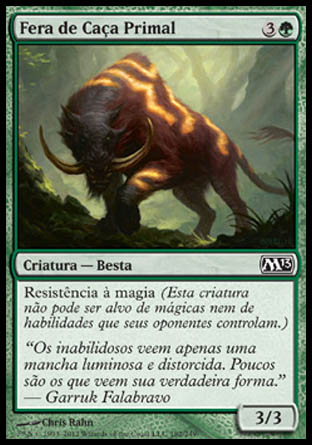 Fera de Caça Primal 3
Criatura — Besta M13
Resistência à magia (Esta criatura
não pode ser alvo de mágicas nem de
habilidades que seus oponentes controlam.)
“Os inabilidosos veem apenas uma
mancha luminosa e distorcida. Poucos
são os que veem sua verdadeira forma.”
— Garruk Falabravo
Chris Rahn
3/3